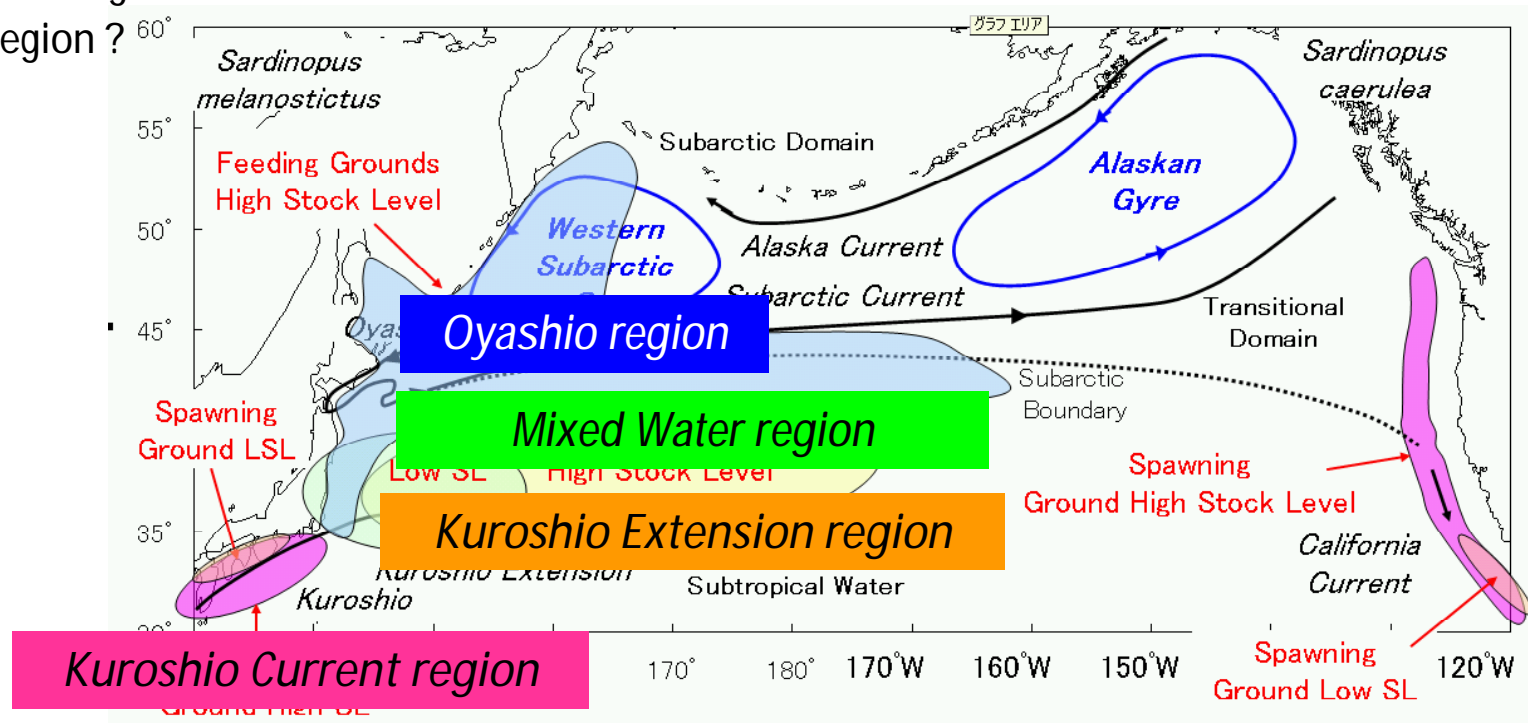 egion ?
60°
グラフ エリア
Sardinopus
melanostictus
Sardinopus
caerulea
55°
Subarctic Domain
Feeding Grounds
High Stock Level
Alaskan
Gyre
50°
Western
Subarctic
Alaska Current
Subarctic Current
Transitional
Domain
45°
Oyashio region
Subarctic
Boundary
Spawning
Ground LSL
Mixed Water region
Low SL
High Stock Level
Spawning
Ground High Stock Level
35°
Kuroshio Extension region
California
Current
Kuroshio Extension
Subtropical Water
Kuroshio
30°
Kuroshio Current region
170°
180°
170°W
160°W
150°W
120°W
Spawning
Ground Low SL
Ground High SL